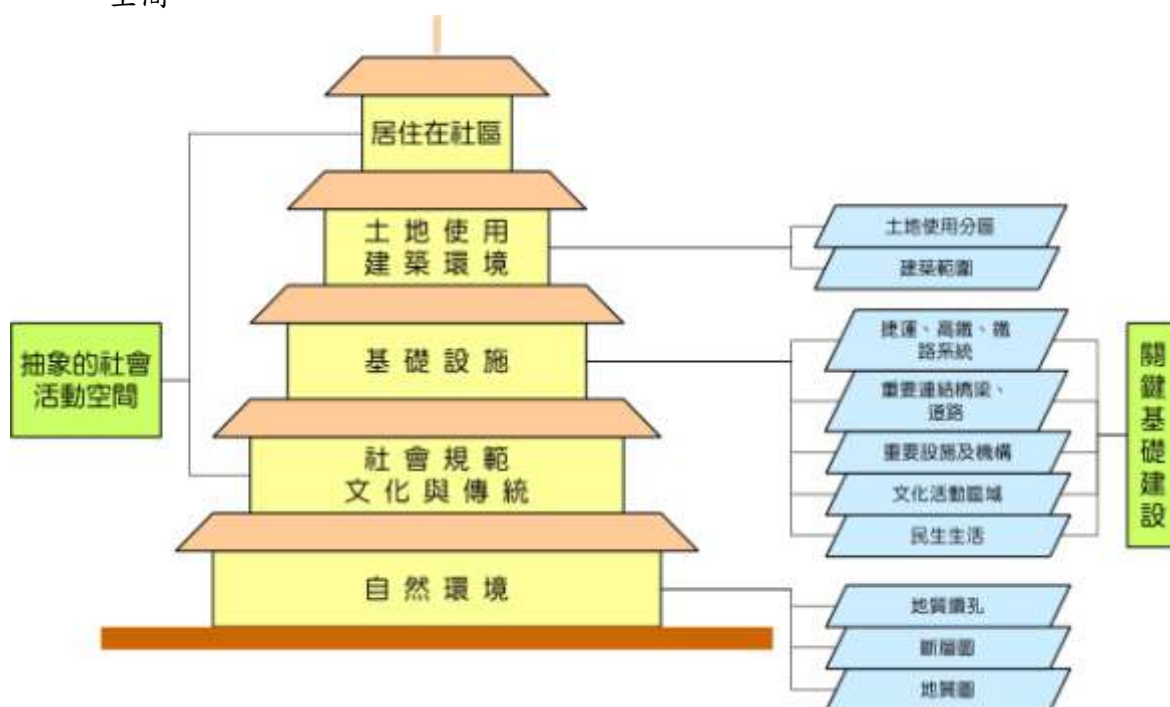 空間
居住在社區
土地使用
建築環境
基礎設施
社會規範
文化與傳統
自然環境
抽象的社會
活動空間
土地使用分區
建築範圍
捷運、高鐵、鐵
路系統
重要連結橋梁、
道路
重要設施及機構
文化活動區域
民生生活
地質鑽孔
斷層圖
地質圖
關
鍵
基
礎
建
設